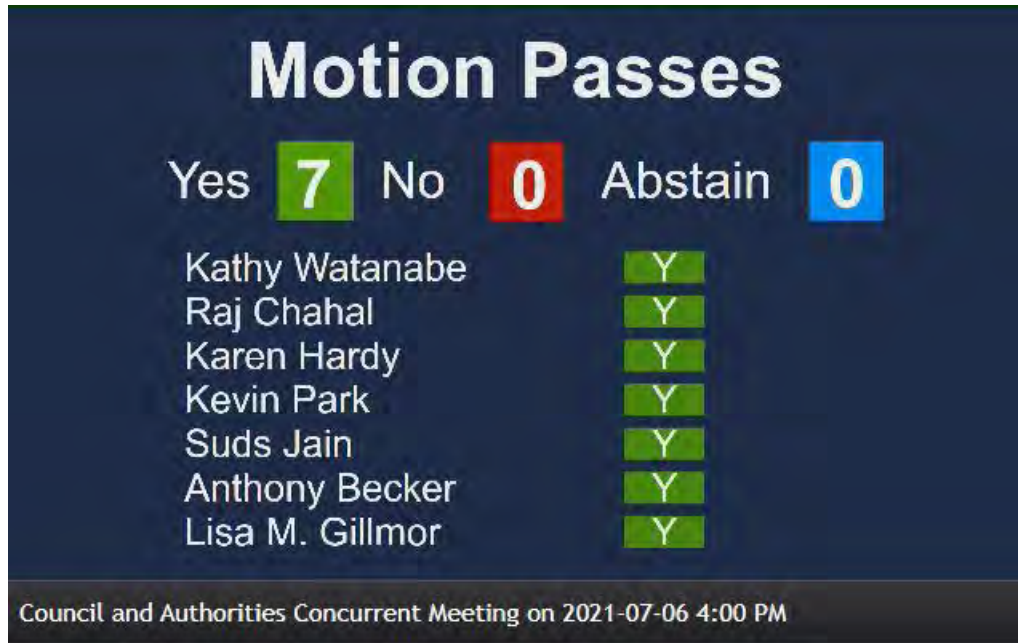 Motion Passes
Yes 7 No 0 Abstain 0
Kathy Watanabe Y
Raj Chahal Y
Karen Hardy Y
Kevin Park Y
Suds Jain Y
Anthony Becker Y
Lisa M. Gillmor Y
Council and Authorities Concurrent Meeting on 2021-07-06 4:00 PM